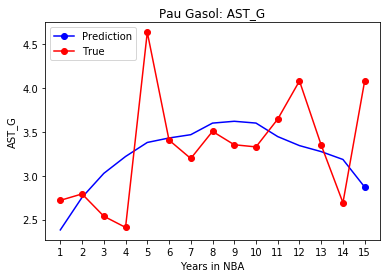 Pau Gasol: AST_G
Prediction
True
4.5
4.0
3.5
3.0
2.5
AST_G
1 2 3 4 5 6 7 8 9 10 11 12 13 14 15
Years in NBA